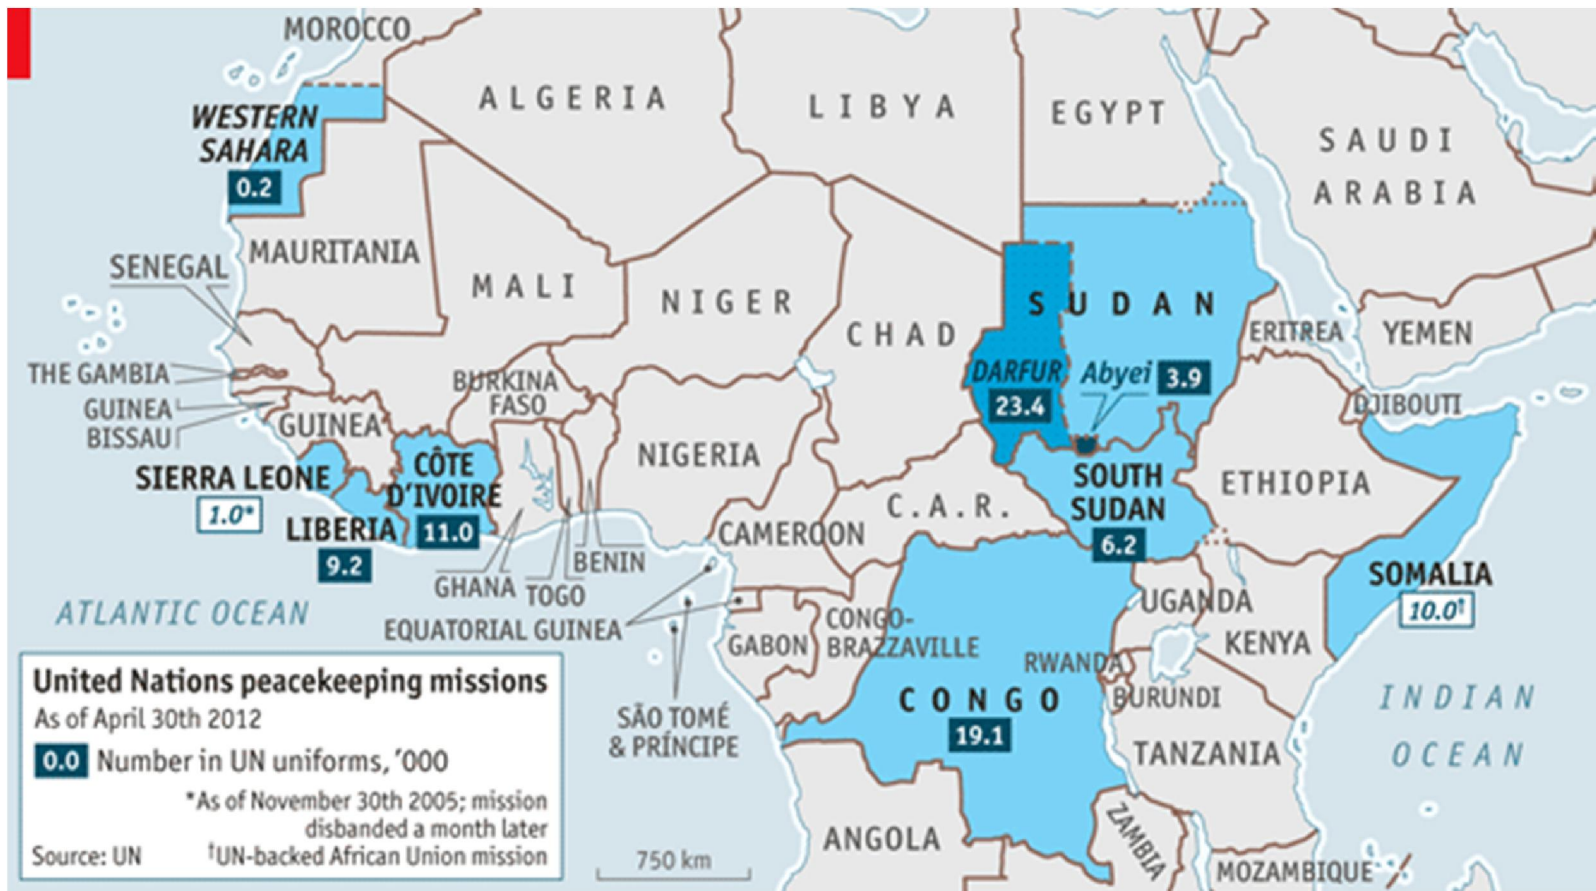 MOROCCO
ALGERIA
LIBYA
EGYPT
SAUDI
ARABIA
WESTERN
SAHARA
0.2
MAURITANIA
SENEGAL
MALI
NIGER
CHAD
SUDAN
ERITREA
YEMEN
THE GAMBIA
GUINEA
BISSAU
GUINEA
BURKINA
FASO
DARFUR
23.4
Abyei
3.9
DJIBOUTI
SIERRA LEONE
1.0*
CÔTE
D'IVOIRE
11.0
LIBERIA
9.2
NIGERIA
SOUTH
SUDAN
6.2
ETHIOPIA
C.A.R.
CAMEROON
GHANA
TOGO
BENIN
SOMALIA
10.0†
ATLANTIC OCEAN
EQUATORIAL GUINEA
GABON
CONGO-
BRAZZAVILLE
UGANDA
KENYA
RWANDA
BURUNDI
CONGO
19.1
SÃO TOMÉ
& PRÍNCIPE
TANZANIA
INDIAN
OCEAN
ANGOLA
ZAMBIA
MOZAMBIQUE
United Nations peacekeeping missions
As of April 30th 2012
0.0 Number in UN uniforms, '000
*As of November 30th 2005; mission
disbanded a month later
Source: UN †UN-backed African Union mission
750 km